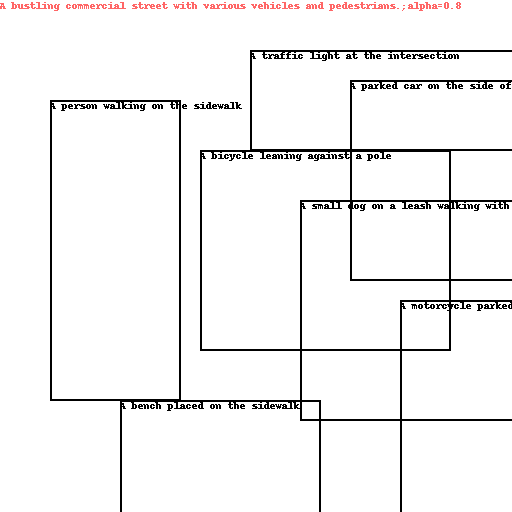 A bustling commercial street with various vehicles and pedestrians.;alpha=0.8
A traffic light at the intersection
A parked car on the side of
A person walking on the sidewalk
A bicycle leaning against a pole
A small dog on a leash walking with
A motorcycle parked
A bench placed on the sidewalk